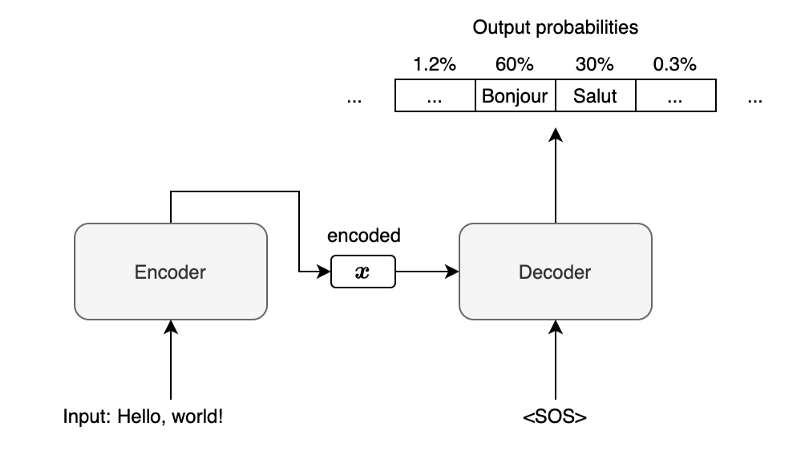 Output probabilities
1.2% 60% 30% 0.3%
... ... Bonjour Salut ... ...
encoded
Encoder x Decoder
Input: Hello, world! <SOS>